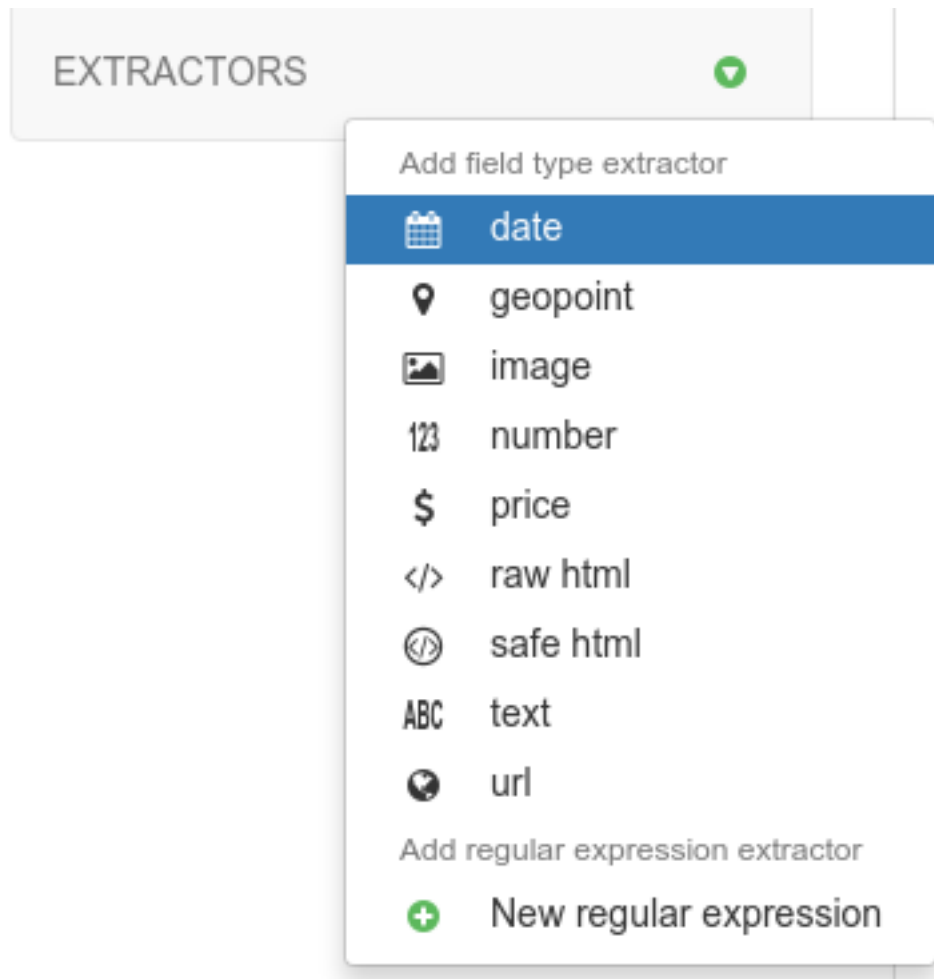 EXTRACTORS
Add field type extractor
date
geopoint
image
123 number
$ price
</> raw html
</> safe html
ABC text
url
Add regular expression extractor
New regular expression